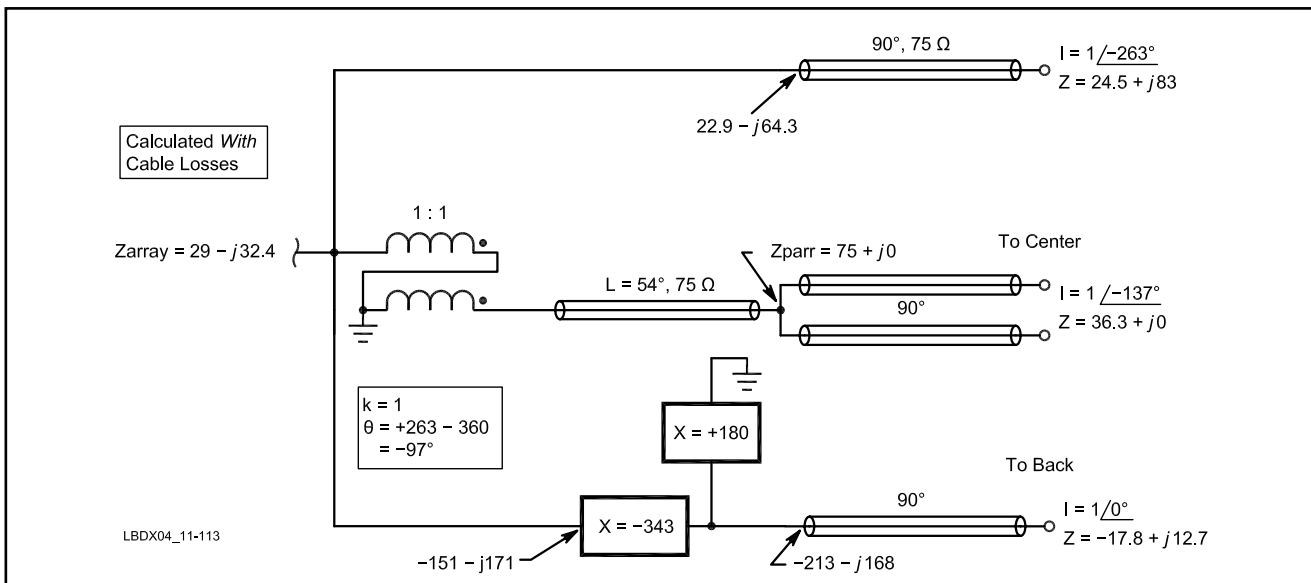 90°, 75 Ω
I = 1/−263°
Z = 24.5 + j83
22.9 − j64.3
Calculated With
Cable Losses
1 : 1
Zarray = 29 − j32.4
Zparr = 75 + j0
To Center
L = 54°, 75 Ω
I = 1/−137°
Z = 36.3 + j0
90°
k = 1
θ = +263 − 360
= −97°
X = +180
To Back
90°
I = 1/0°
Z = −17.8 + j12.7
X = −343
LBDX04_11-113
-151 − j171
-213 − j168